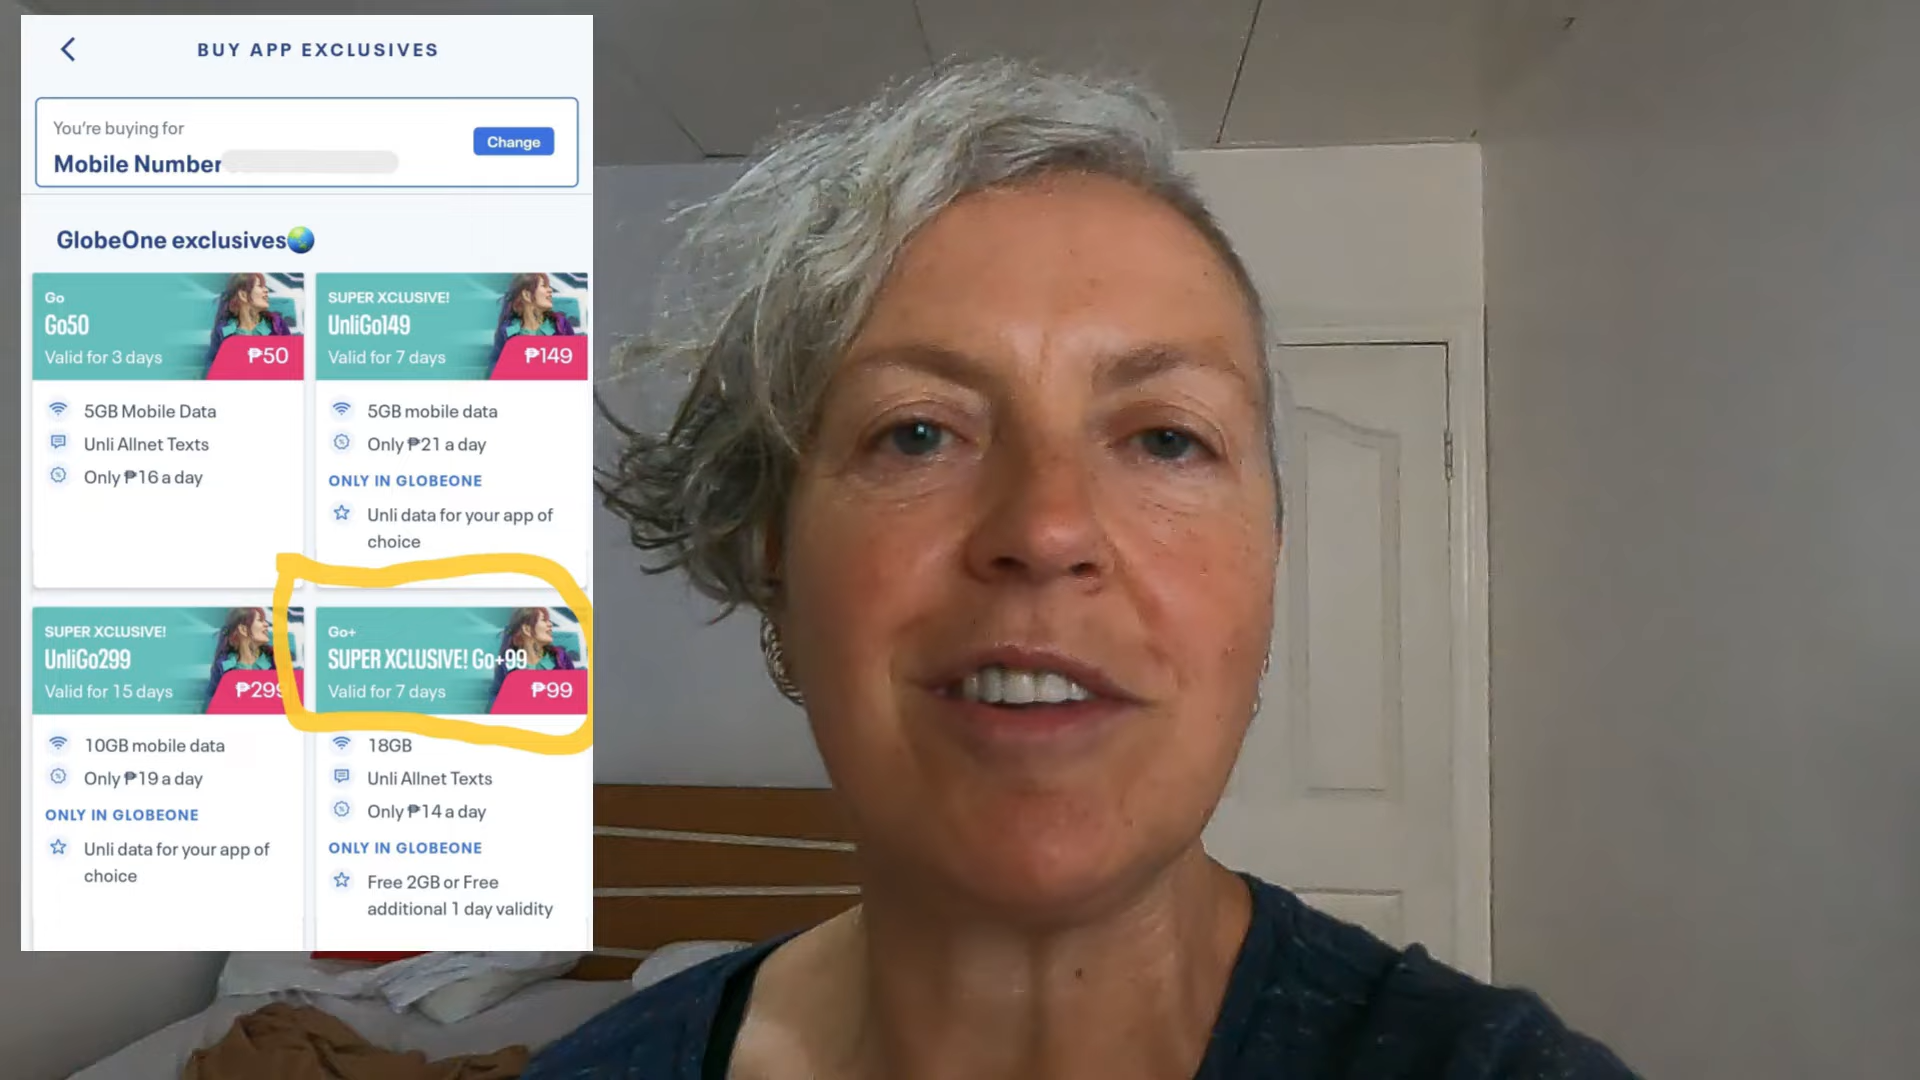 BUY APP EXCLUSIVES
You're buying for
Mobile Number
Change
GlobeOne exclusives
Go
Go50
Valid for 3 days
₱50
5GB Mobile Data
Unli Allnet Texts
Only ₱16 a day
SUPER XCLUSIVE!
UnliGo149
Valid for 7 days
₱149
5GB mobile data
Only ₱21 a day
ONLY IN GLOBEONE
Unli data for your app of
choice
SUPER XCLUSIVE!
UnliGo299
Valid for 15 days
₱299
10GB mobile data
Only ₱19 a day
ONLY IN GLOBEONE
Unli data for your app of
choice
Go+
SUPER XCLUSIVE! Go+99
Valid for 7 days
₱99
18GB
Unli Allnet Texts
Only ₱14 a day
ONLY IN GLOBEONE
Free 2GB or Free
additional 1 day validity